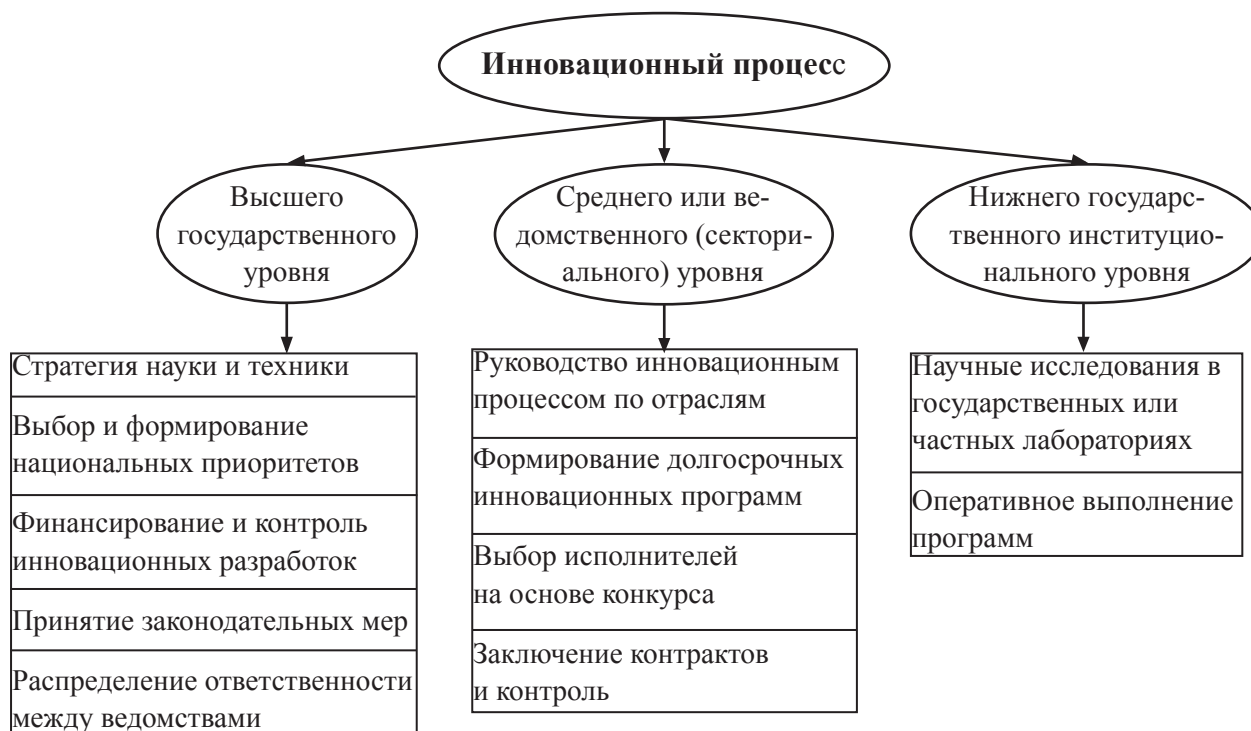 Инновационный процесс
Высшего
государственного
уровня
Среднего или ве-
домственного (секторі-
ального) уровня
Нижнего государс-
твенного институцио-
нального уровня
Стратегия науки и техники
Выбор и формирование
национальных приоритетов
Финансирование и контроль
инновационных разработок
Принятие законодательных мер
Распределение ответственности
между ведомствами
Руководство инновационным
процессом по отраслям
Формирование долгосрочных
инновационных программ
Выбор исполнителей
на основе конкурса
Заключение контрактов
и контроль
Научные исследования в
государственных или
частных лабораториях
Оперативное выполнение
программ